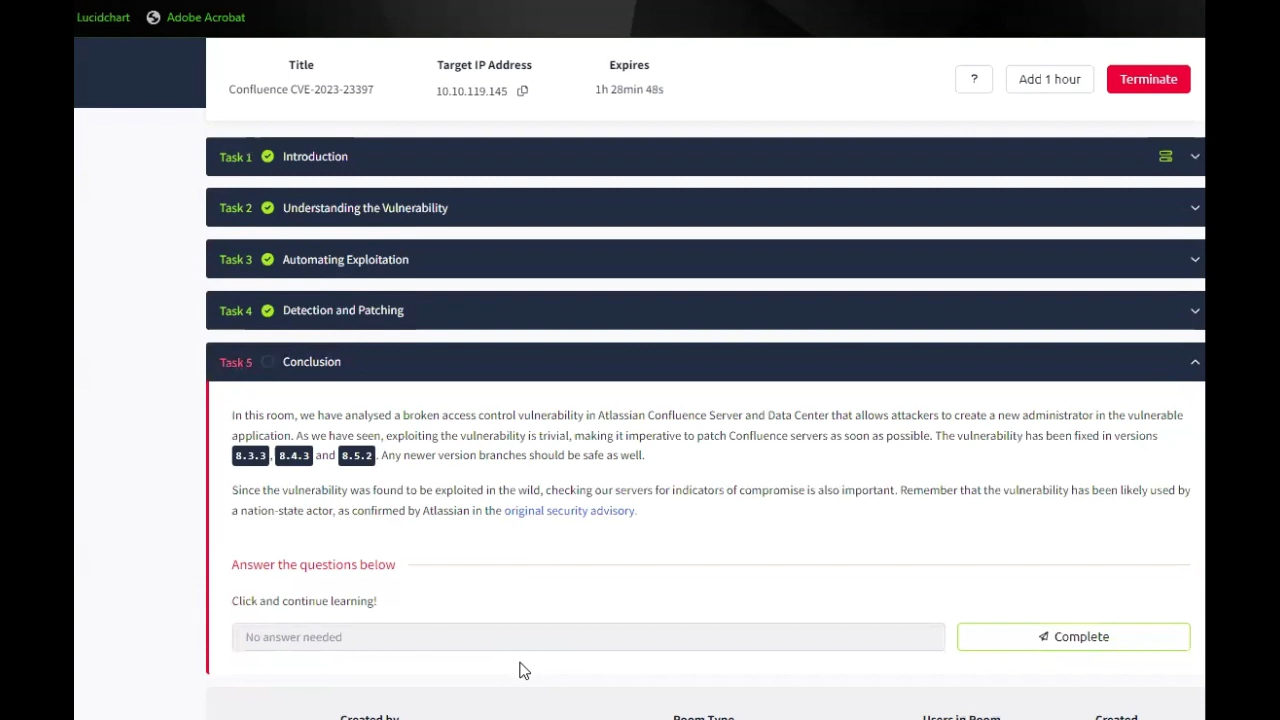 Lucidchart Adobe Acrobat
Title Target IP Address Expires
Confluence CVE-2023-23397 10.10.119.145 1h 28min 48s
? Add 1 hour Terminate
Task 1 Introduction
Task 2 Understanding the Vulnerability
Task 3 Automating Exploitation
Task 4 Detection and Patching
Task 5 Conclusion
In this room, we have analysed a broken access control vulnerability in Atlassian Confluence Server and Data Center that allows attackers to create a new administrator in the vulnerable
application. As we have seen, exploiting the vulnerability is trivial, making it imperative to patch Confluence servers as soon as possible. The vulnerability has been fixed in versions
8.3.3, 8.4.3 and 8.5.2. Any newer version branches should be safe as well.
Since the vulnerability was found to be exploited in the wild, checking our servers for indicators of compromise is also important. Remember that the vulnerability has been likely used by
a nation-state actor, as confirmed by Atlassian in the original security advisory.
Answer the questions below
Click and continue learning!
No answer needed Complete
Created by Room Type Users in Room Created